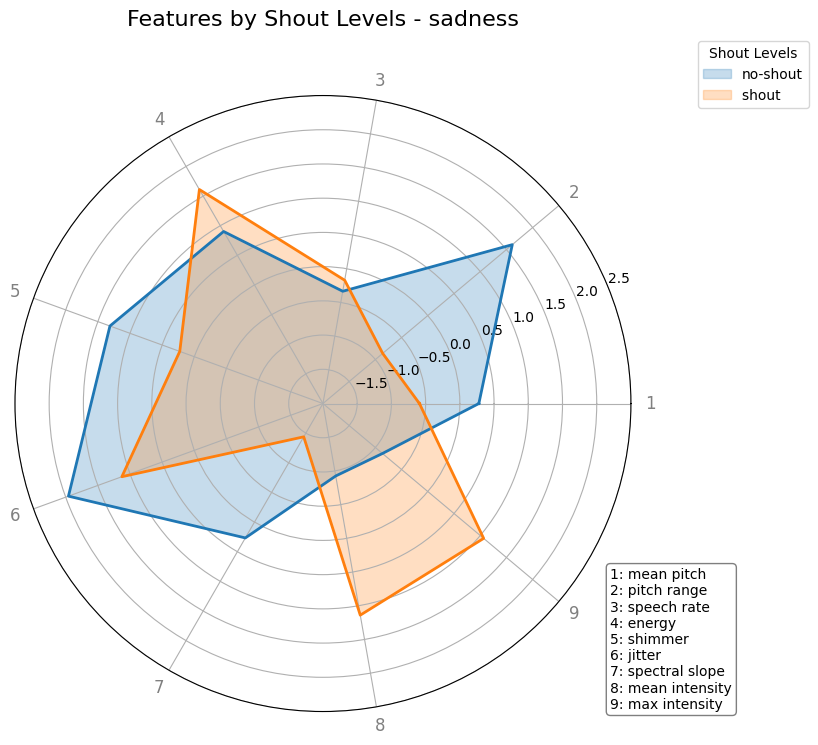 Features by Shout Levels - sadness
Shout Levels
no-shout
shout
1
2
3
4
5
6
7
8
9
−1.5
−1.0
−0.5
0.0
0.5
1.0
1.5
2.0
2.5
1: mean pitch
2: pitch range
3: speech rate
4: energy
5: shimmer
6: jitter
7: spectral slope
8: mean intensity
9: max intensity